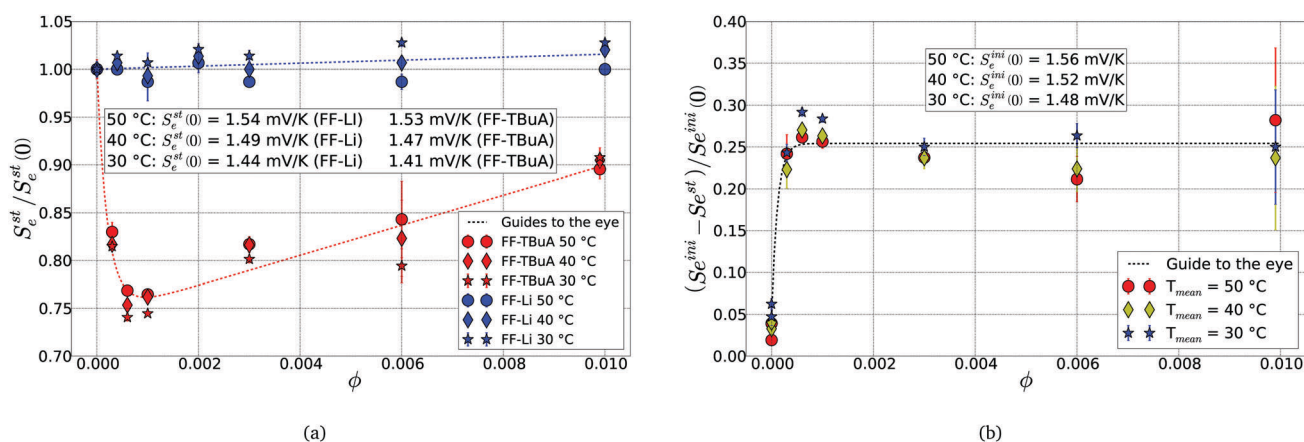 1.05
1.00
0.95
0.90
0.85
0.80
0.75
0.70
S_e^{st}/S_e^{st}(0)
50 °C: S_e^{st}(0) = 1.54 mV/K (FF-LI) 1.53 mV/K (FF-TBuA)
40 °C: S_e^{st}(0) = 1.49 mV/K (FF-Li) 1.47 mV/K (FF-TBuA)
30 °C: S_e^{st}(0) = 1.44 mV/K (FF-Li) 1.41 mV/K (FF-TBuA)
Guides to the eye
FF-TBuA 50 °C
FF-TBuA 40 °C
FF-TBuA 30 °C
FF-Li 50 °C
FF-Li 40 °C
FF-Li 30 °C
0.000 0.002 0.004 0.006 0.008 0.010
ϕ
(a)
0.40
0.35
0.30
0.25
0.20
0.15
0.10
0.05
0.00
(Se^{ini} − Se^{st})/Se^{ini}(0)
50 °C: S_e^{ini}(0) = 1.56 mV/K
40 °C: S_e^{ini}(0) = 1.52 mV/K
30 °C: S_e^{ini}(0) = 1.48 mV/K
Guide to the eye
T_{mean} = 50 °C
T_{mean} = 40 °C
T_{mean} = 30 °C
0.000 0.002 0.004 0.006 0.008 0.010
ϕ
(b)